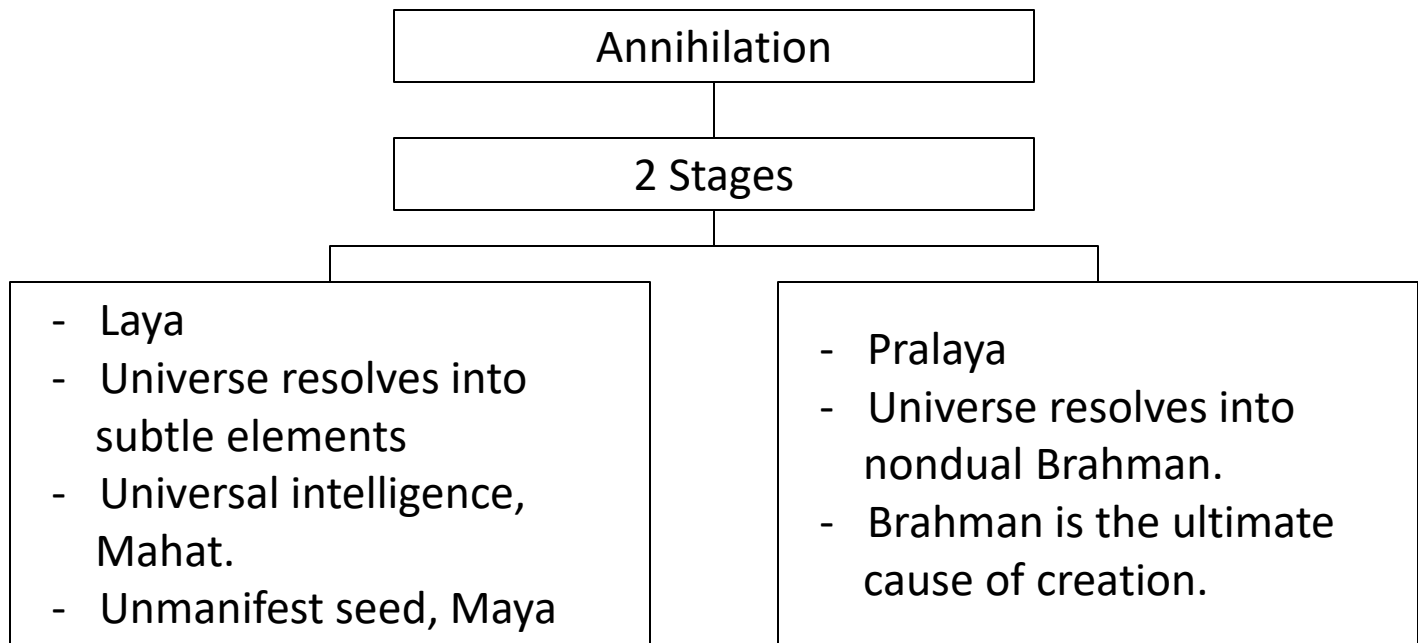 Annihilation
2 Stages
- Laya
- Universe resolves into
subtle elements
- Universal intelligence,
Mahat.
- Unmanifest seed, Maya
- Pralaya
- Universe resolves into
nondual Brahman.
- Brahman is the ultimate
cause of creation.